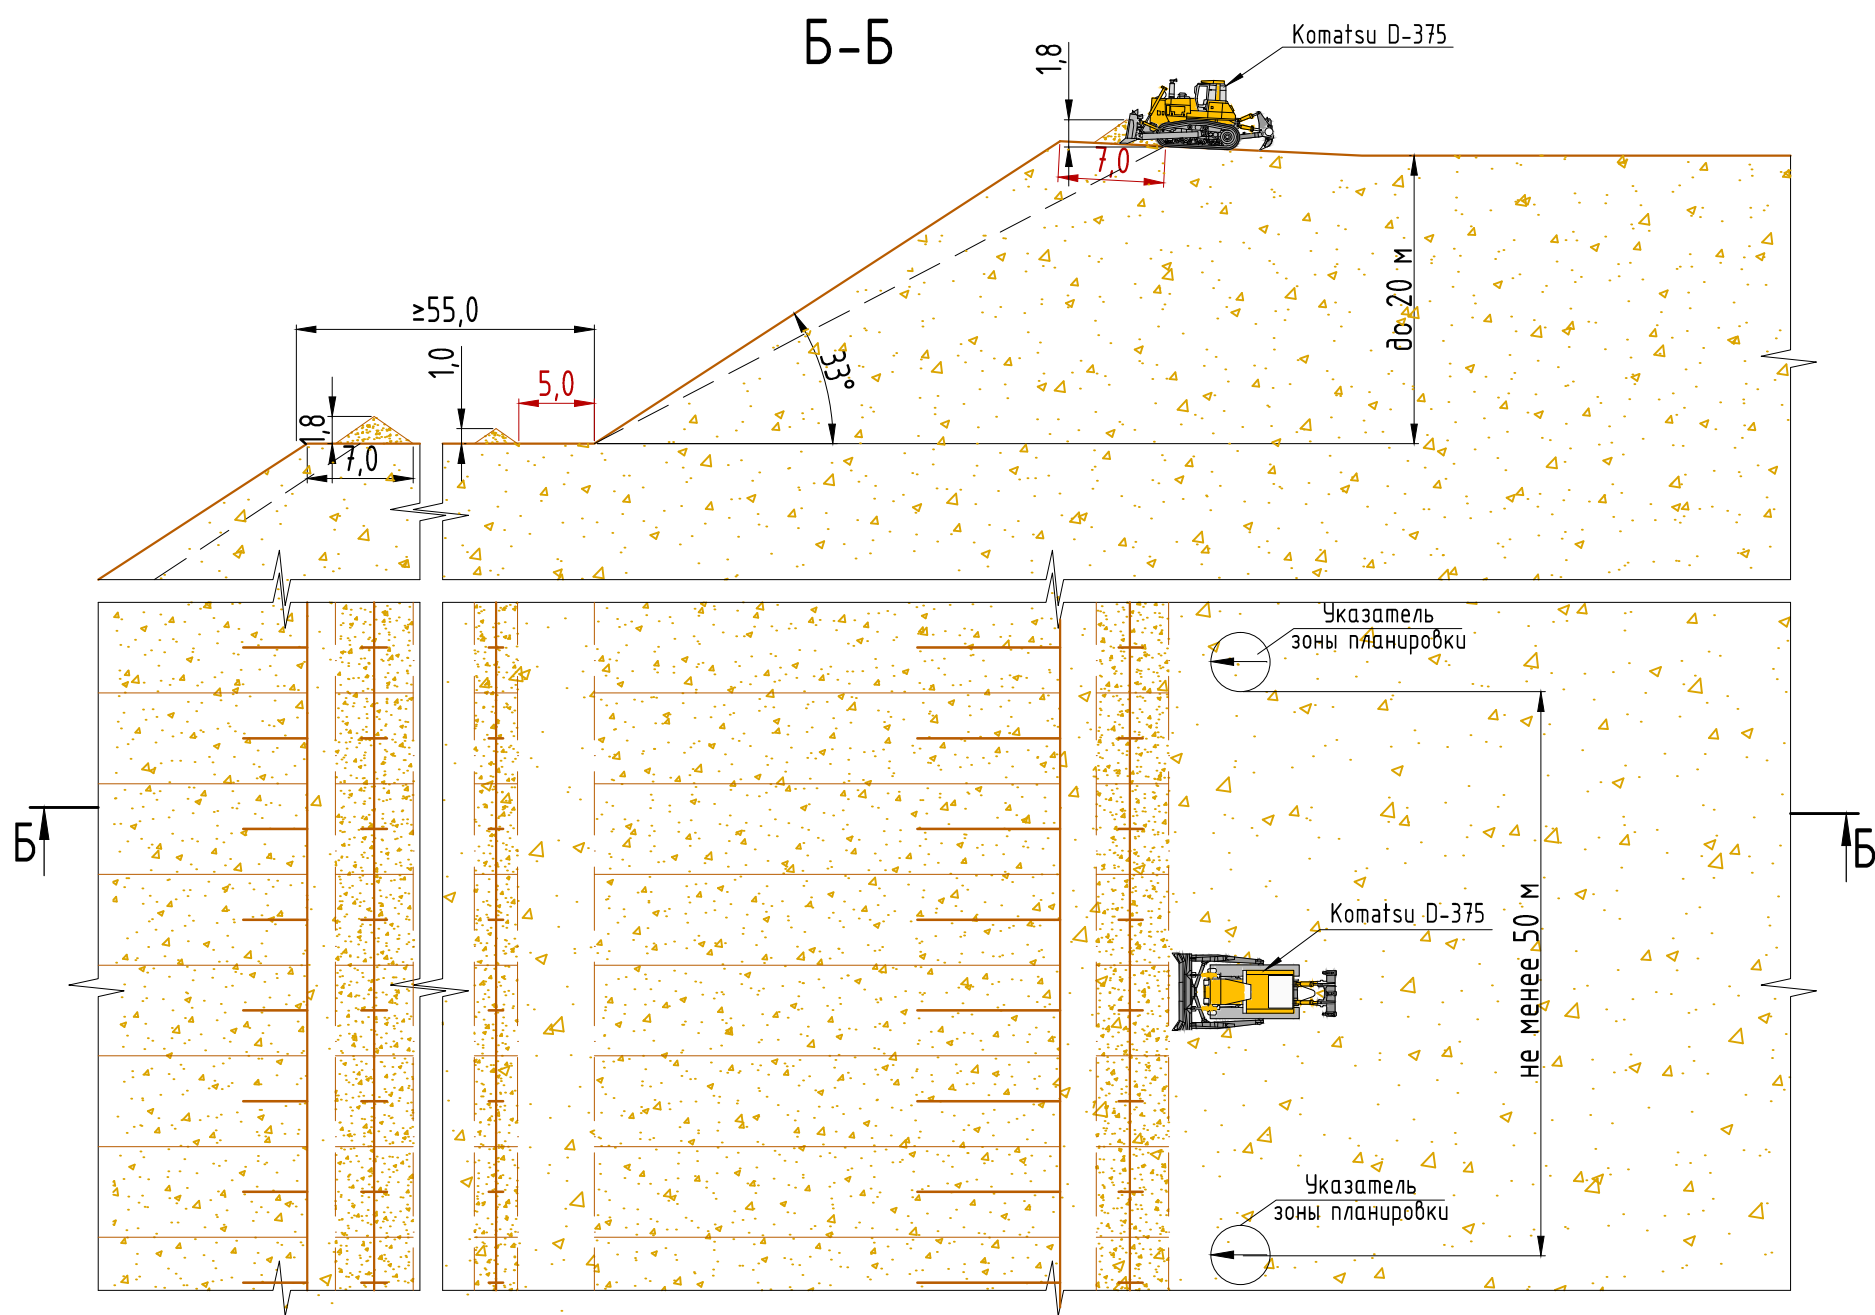 Б-Б
Komatsu D-375
1,8
7,0
≥55,0
до 20 м
33°
1,0
5,0
1,8
7,0
Указатель
зоны планировки
Б
Б
Komatsu D-375
не менее 50 м
Указатель
зоны планировки